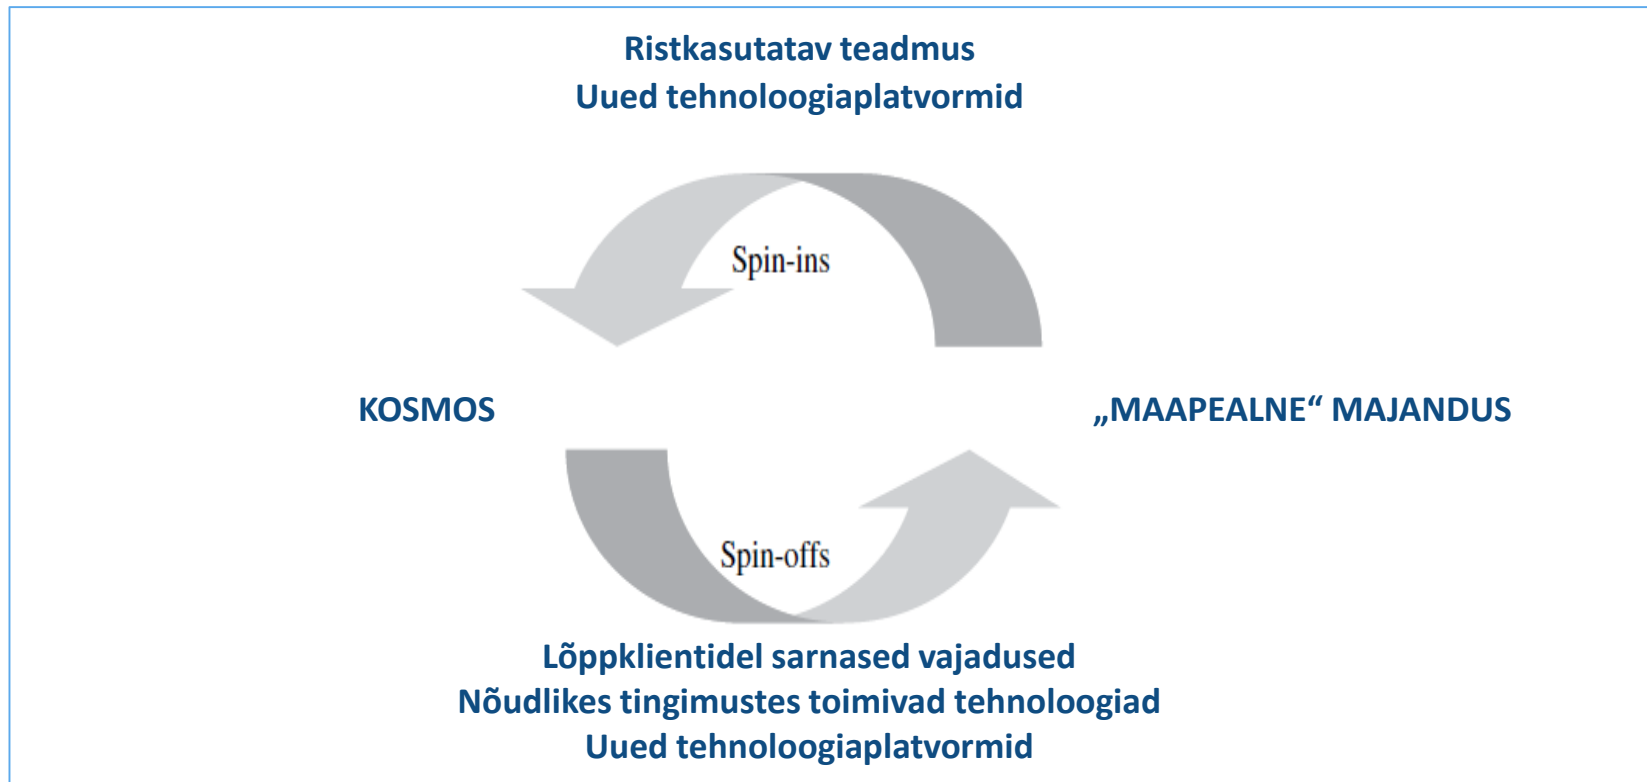 Ristkasutatav teadmus
Uued tehnoloogiaplatvormid
Spin-ins
KOSMOS
„MAAPEALNE“ MAJANDUS
Spin-offs
Lõppklientidel sarnased vajadused
Nõudlikes tingimustes toimivad tehnoloogiad
Uued tehnoloogiaplatvormid